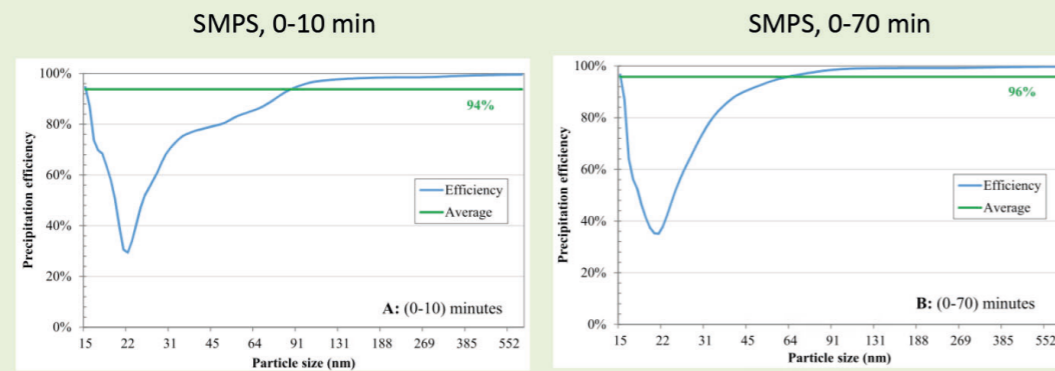 SMPS, 0-10 min
100%
80%
60%
40%
20%
0%
Precipitation efficiency
94%
Efficiency
Average
A: (0-10) minutes
15 22 31 45 64 91 131 188 269 385 552
Particle size (nm)
SMPS, 0-70 min
100%
80%
60%
40%
20%
0%
Precipitation efficiency
96%
Efficiency
Average
B: (0-70) minutes
15 22 31 45 64 91 131 188 269 385 552
Particle size (nm)